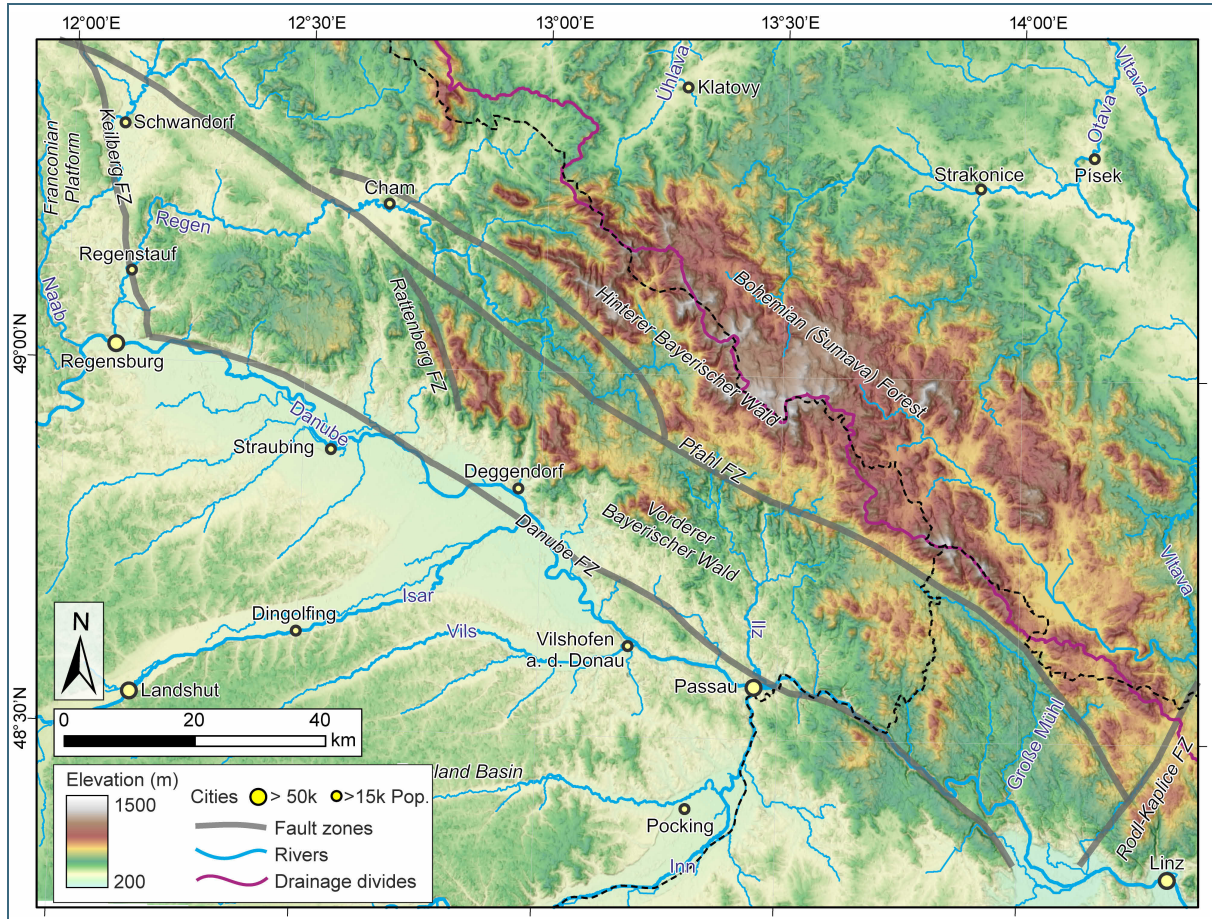 12°00'E
12°30'E
13°00'E
13°30'E
14°00'E
Vltava
Úhlava
Klatovy
Otava
Schwandorf
Keilberg FZ
Franconian
Platform
Písek
Strakonice
Cham
Regen
Regenstauf
Naab
Rattenberg FZ
Bohemian (Šumava) Forest
Hinterer Bayerischer Wald
49°00'N
Regensburg
Danube
Straubing
Pfahl FZ
Deggendorf
Vorderer
Bayerischer Wald
Danube FZ
Vltava
Isar
Dingolfing
Vils
Ilz
Vilshofen
a. d. Donau
N
Landshut
Passau
48°30'N
0
20
40
km
Große Mühl
Rodl-Kaplice FZ
land Basin
Elevation (m)
1500
200
Cities
> 50k
>15k Pop.
Fault zones
Rivers
Drainage divides
Pocking
Inn
Linz